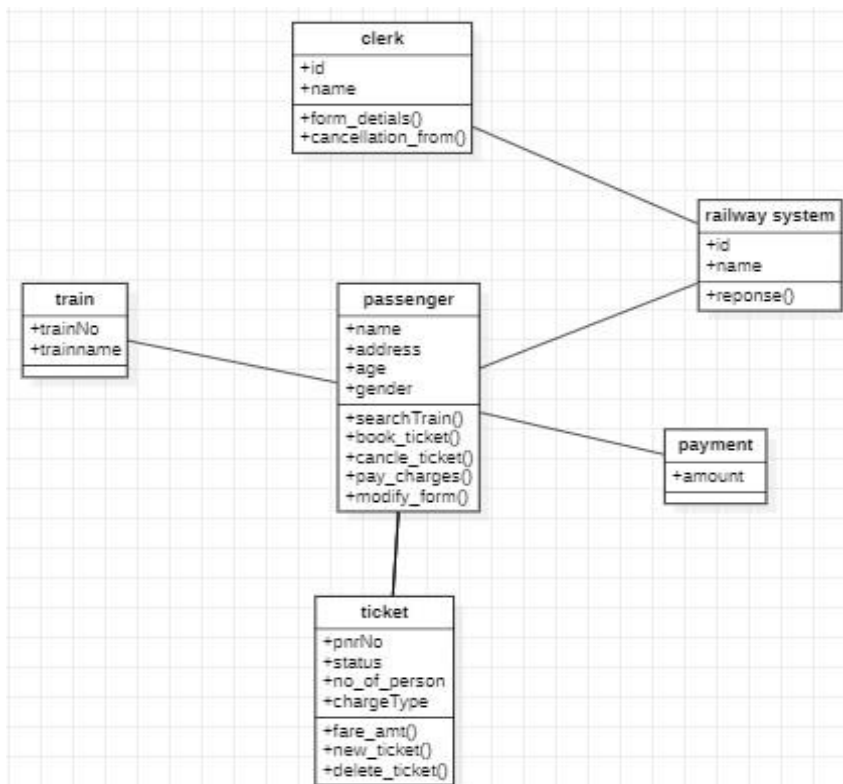 clerk
+id
+name
+form_detials()
+cancellation_from()
railway system
+id
+name
+reponse()
train
+trainNo
+trainname
passenger
+name
+address
+age
+gender
+searchTrain()
+book_ticket()
+cancle_ticket()
+pay_charges()
+modify_form()
payment
+amount
ticket
+pnrNo
+status
+no_of_person
+chargeType
+fare_amt()
+new_ticket()
+delete_ticket()